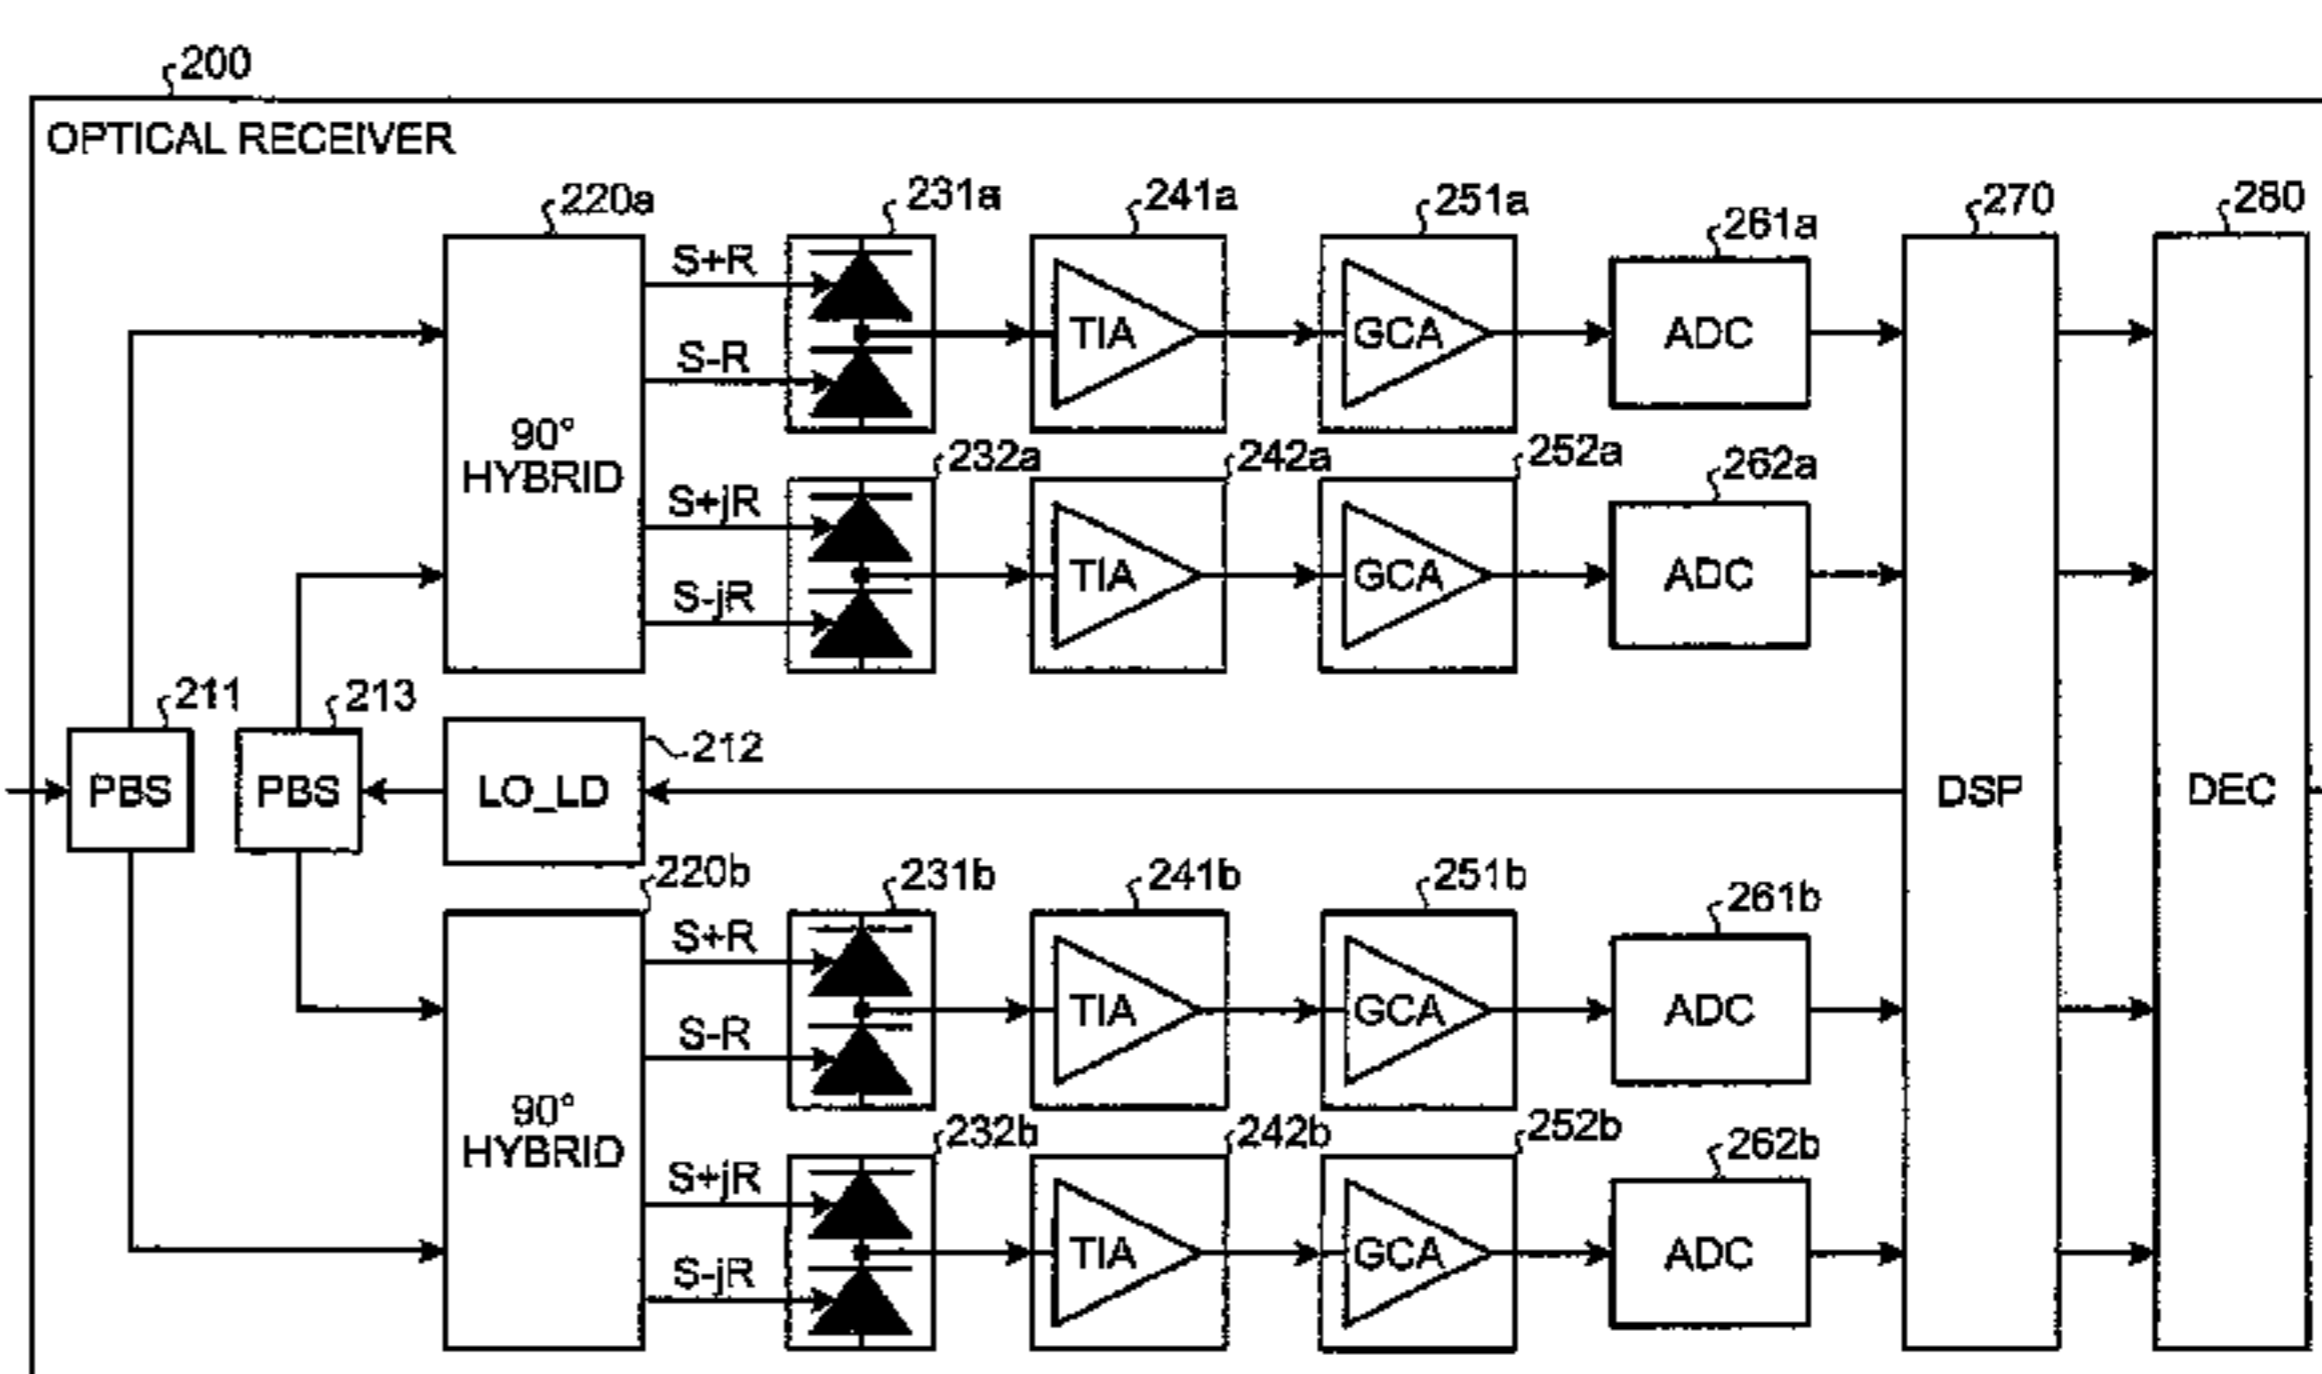 200
OPTICAL RECEIVER
220a
231a
241a
251a
261a
270
280
S+R
S-R
TIA
GCA
ADC
90°
HYBRID
232a
242a
252a
262a
S+jR
S-jR
TIA
GCA
ADC
211
213
212
PBS
PBS
LO_LD
DSP
DEC
220b
231b
241b
251b
261b
S+R
S-R
TIA
GCA
ADC
90°
HYBRID
232b
242b
252b
262b
S+jR
S-jR
TIA
GCA
ADC